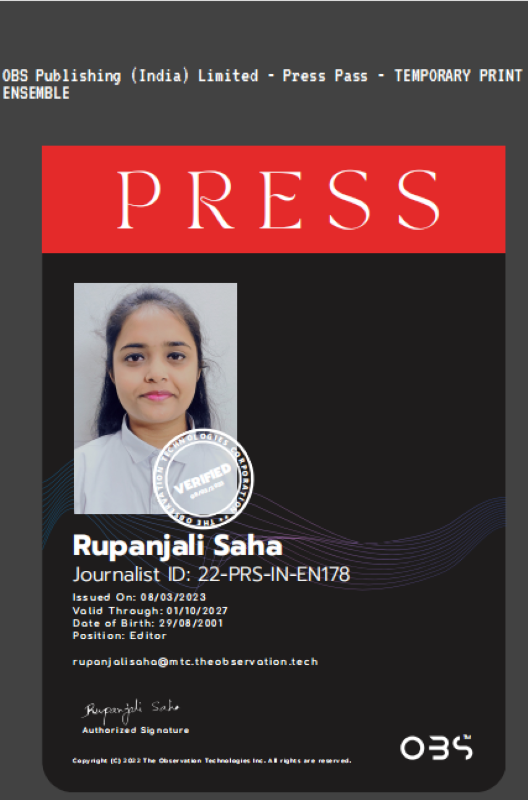 OBS Publishing (India) Limited - Press Pass - TEMPORARY PRINT
ENSEMBLE
PRESS
THE OBSERVATION TECHNOLOGIES CORPORATION
VERIFIED
Rupanjali Saha
Journalist ID: 22-PRS-IN-EN178
Issued On: 08/03/2023
Valid Through: 01/10/2027
Date of Birth: 29/08/2001
Position: Editor
rupanjalisaha@mtc.theobservation.tech
Rupanjali Saha
Authorized Signature
Copyright (C) 2022 The Observation Technologies Inc. All rights are reserved.
OBS™